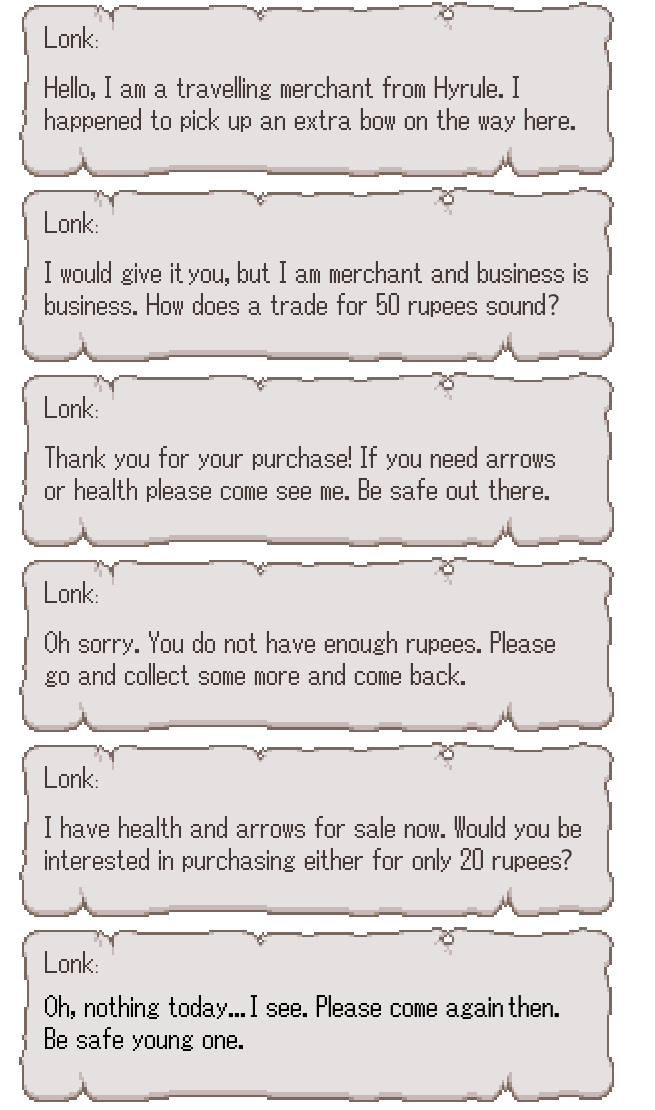 Lonk:
Hello, I am a travelling merchant from Hyrule. I
happened to pick up an extra bow on the way here.
Lonk:
I would give it you, but I am merchant and business is
business. How does a trade for 50 rupees sound?
Lonk:
Thank you for your purchase! If you need arrows
or health please come see me. Be safe out there.
Lonk:
Oh sorry. You do not have enough rupees. Please
go and collect some more and come back.
Lonk:
I have health and arrows for sale now. Would you be
interested in purchasing either for only 20 rupees?
Lonk:
Oh, nothing today... I see. Please come again then.
Be safe young one.